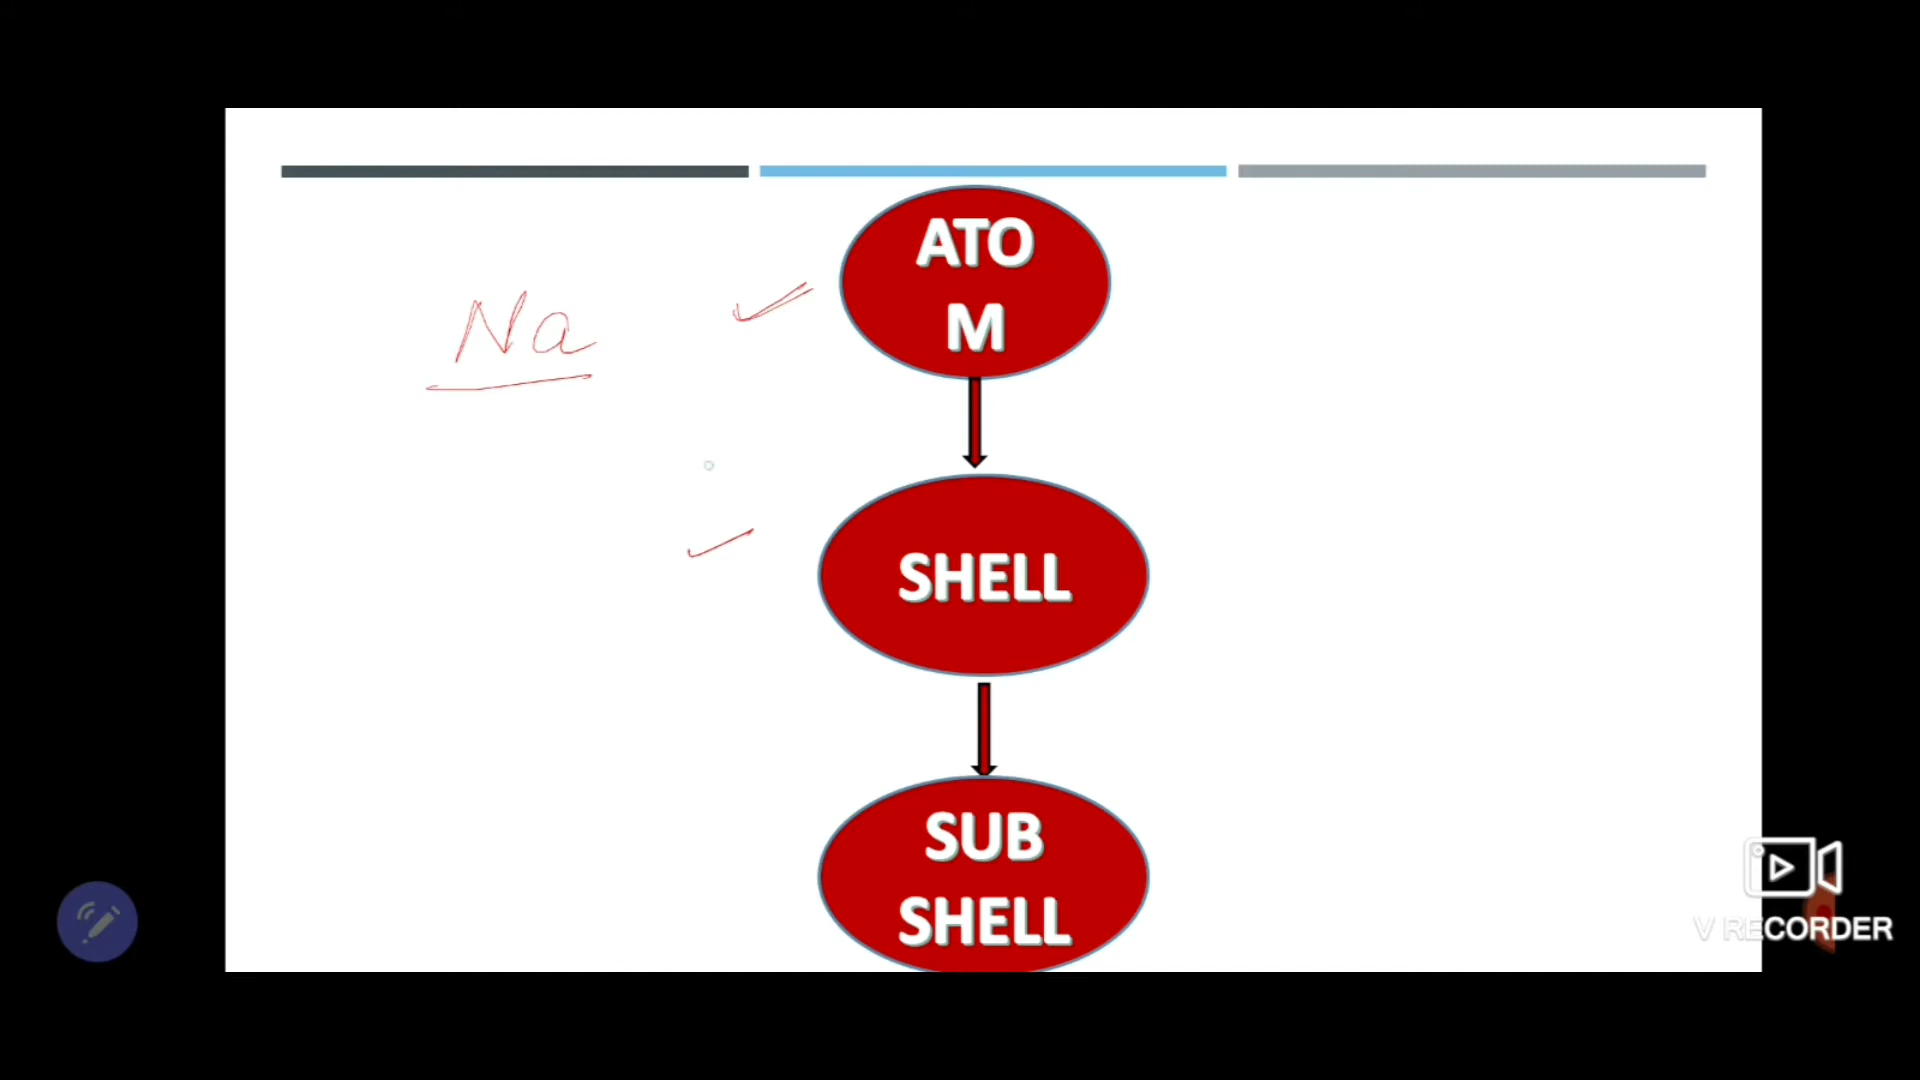 ATO
M
Na
SHELL
SUB
SHELL
V RECORDER